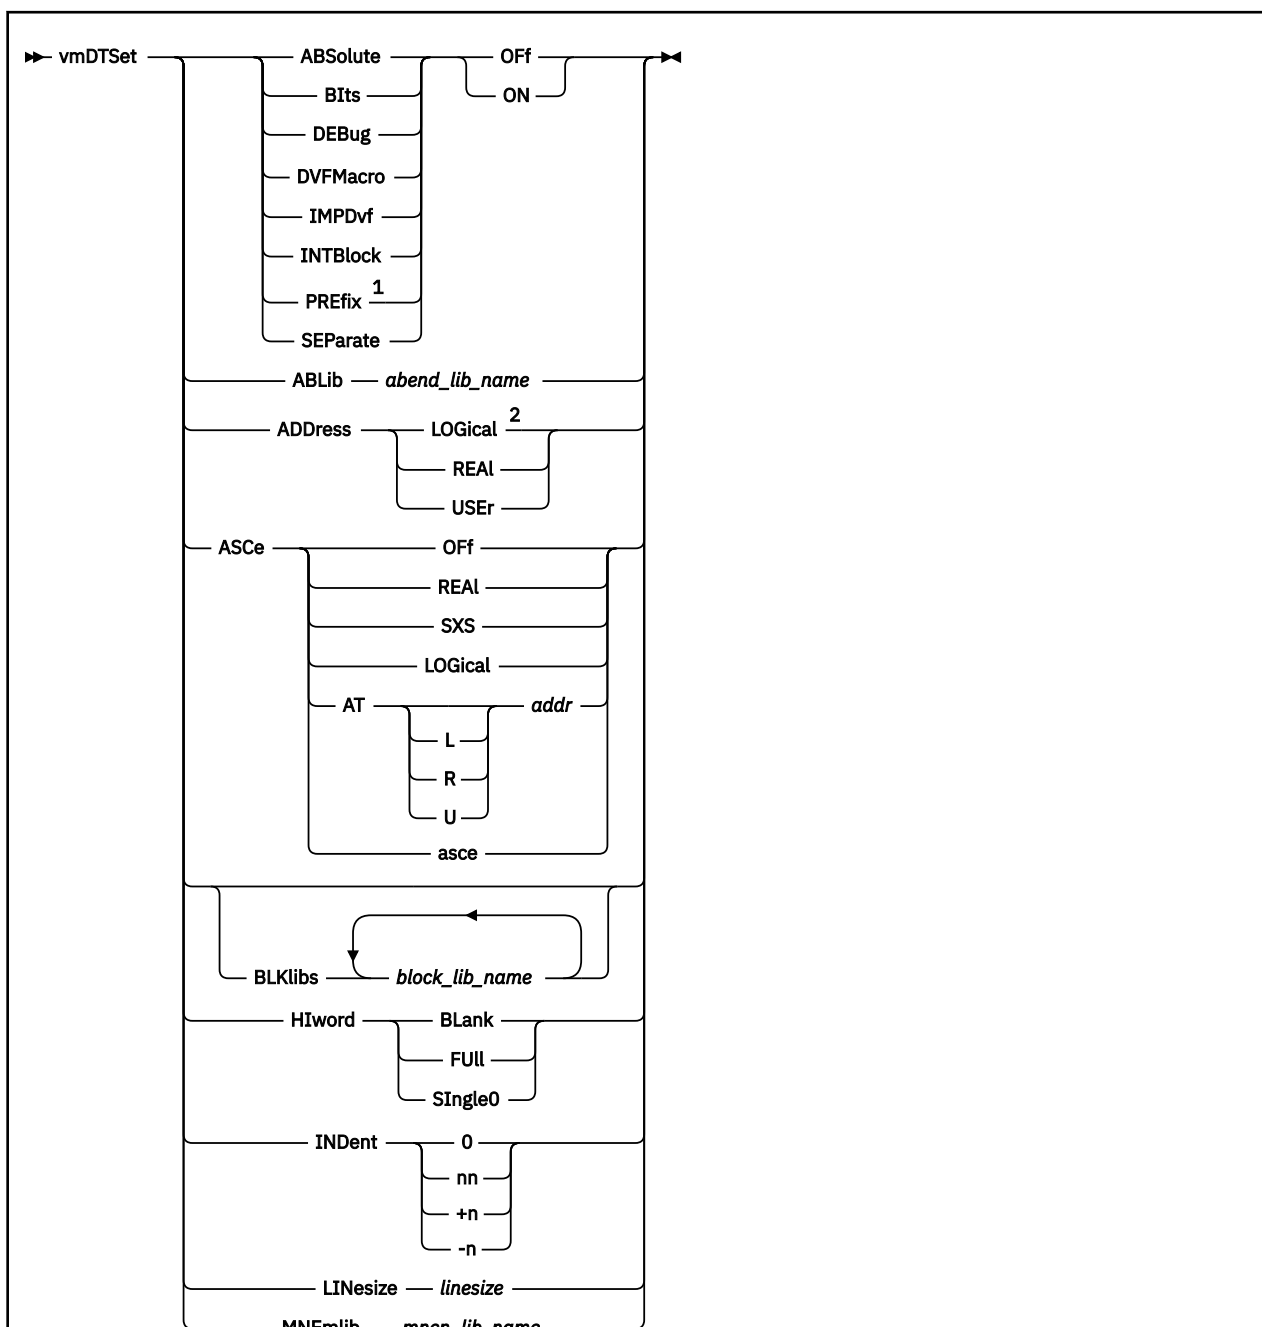 vmDTSet ABSolute OFf
BIts ON
DEBug
DVFMacro
IMPDvf
INTBlock
PREfix 1
SEParate
ABLib abend_lib_name
ADDress LOGical 2
REAl
USEr
ASCe OFf
REAl
SXS
LOGical
AT addr
L
R
U
asce
BLKlibs block_lib_name
HIword BLank
FUll
SIngle0
INDent 0
nn
+n
-n
LINesize linesize
MNEmlib mnen_lib_name